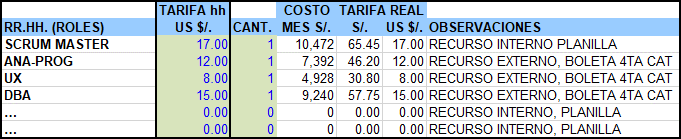 TARIFA hh COSTO TARIFA REAL
RR.HH. (ROLES) US $/. CANT. MES S/. S/. US $/. OBSERVACIONES
SCRUM MASTER 17.00 1 10,472 65.45 17.00 RECURSO INTERNO PLANILLA
ANA-PROG 12.00 1 7,392 46.20 12.00 RECURSO EXTERNO, BOLETA 4TA CAT
UX 8.00 1 4,928 30.80 8.00 RECURSO EXTERNO, BOLETA 4TA CAT
DBA 15.00 1 9,240 57.75 15.00 RECURSO EXTERNO, BOLETA 4TA CAT
... 0.00 0 0 0.00 0.00 RECURSO INTERNO, PLANILLA
... 0.00 0 0 0.00 0.00 RECURSO INTERNO, PLANILLA